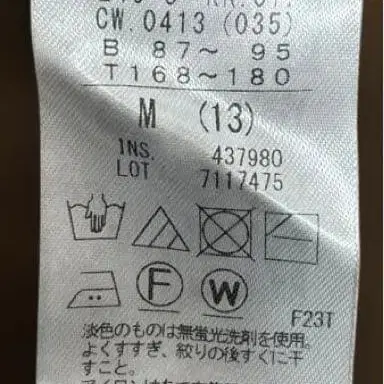 CW.0413 (035)
B 87～ 95
T168～180
M (13)
INS. 437980
LOT 7117475
F W
F23T
淡色のものは無蛍光洗剤を使用。
よくすすぎ、絞りの後すぐに干
すこと。